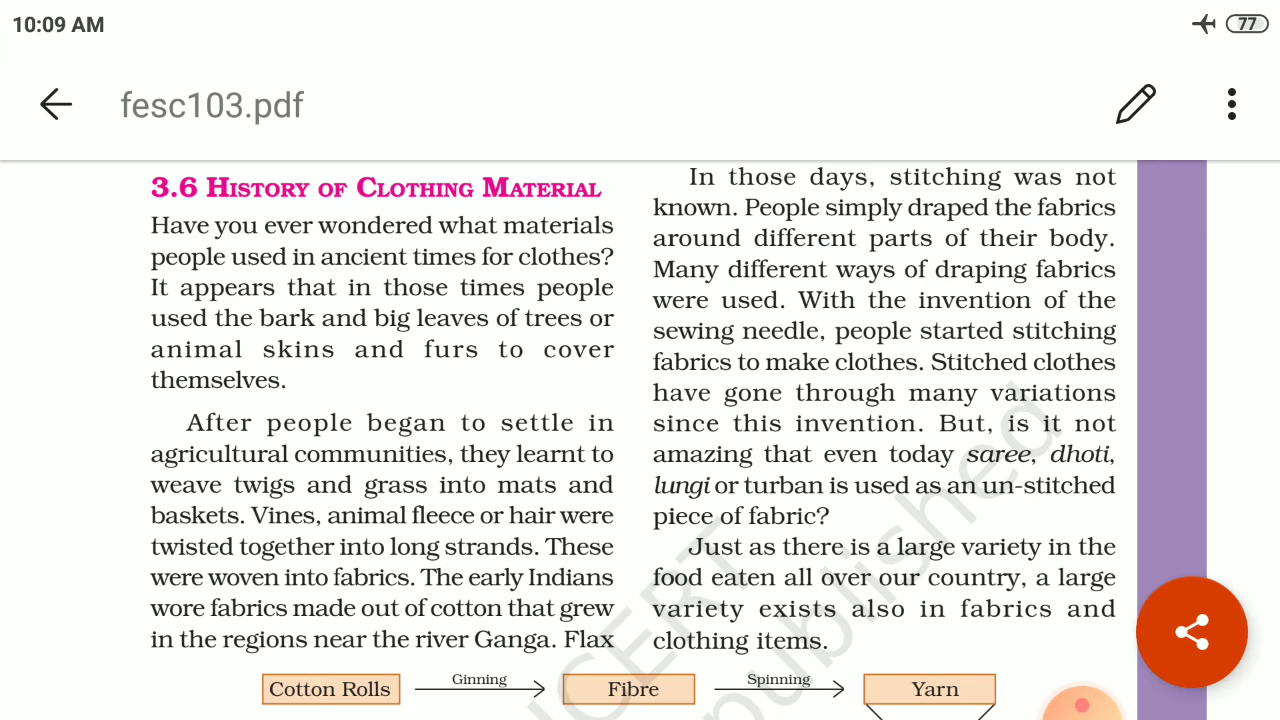 10:09 AM
77
fesc103.pdf
3.6 HISTORY OF CLOTHING MATERIAL
Have you ever wondered what materials
people used in ancient times for clothes?
It appears that in those times people
used the bark and big leaves of trees or
animal skins and furs to cover
themselves.
After people began to settle in
agricultural communities, they learnt to
weave twigs and grass into mats and
baskets. Vines, animal fleece or hair were
twisted together into long strands. These
were woven into fabrics. The early Indians
wore fabrics made out of cotton that grew
in the regions near the river Ganga. Flax
In those days, stitching was not
known. People simply draped the fabrics
around different parts of their body.
Many different ways of draping fabrics
were used. With the invention of the
sewing needle, people started stitching
fabrics to make clothes. Stitched clothes
have gone through many variations
since this invention. But, is it not
amazing that even today saree, dhoti,
lungi or turban is used as an un-stitched
piece of fabric?
Just as there is a large variety in the
food eaten all over our country, a large
variety exists also in fabrics and
clothing items.
Cotton Rolls
Ginning
Fibre
Spinning
Yarn
NCERT
republished